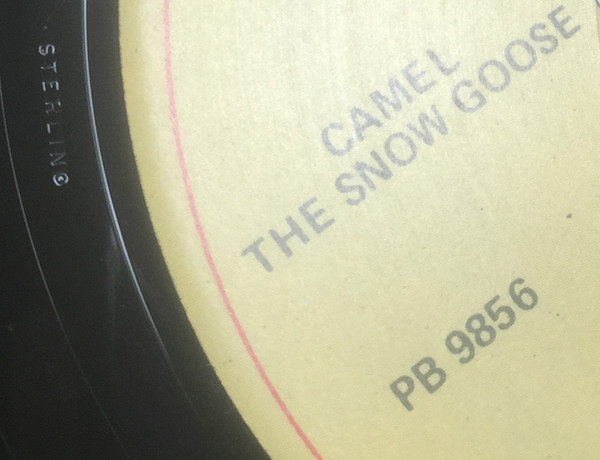 · STERLING
CAMEL
THE SNOW GOOSE
PB 9856